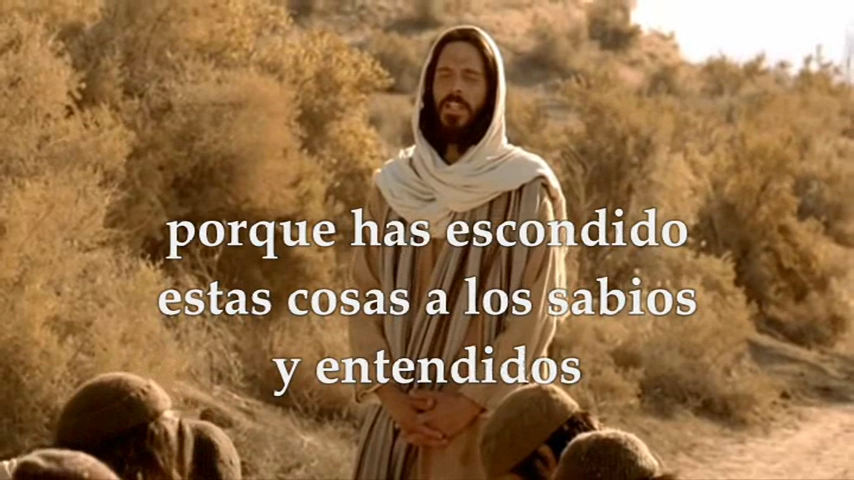 porque has escondido
estas cosas a los sabios
y entendidos